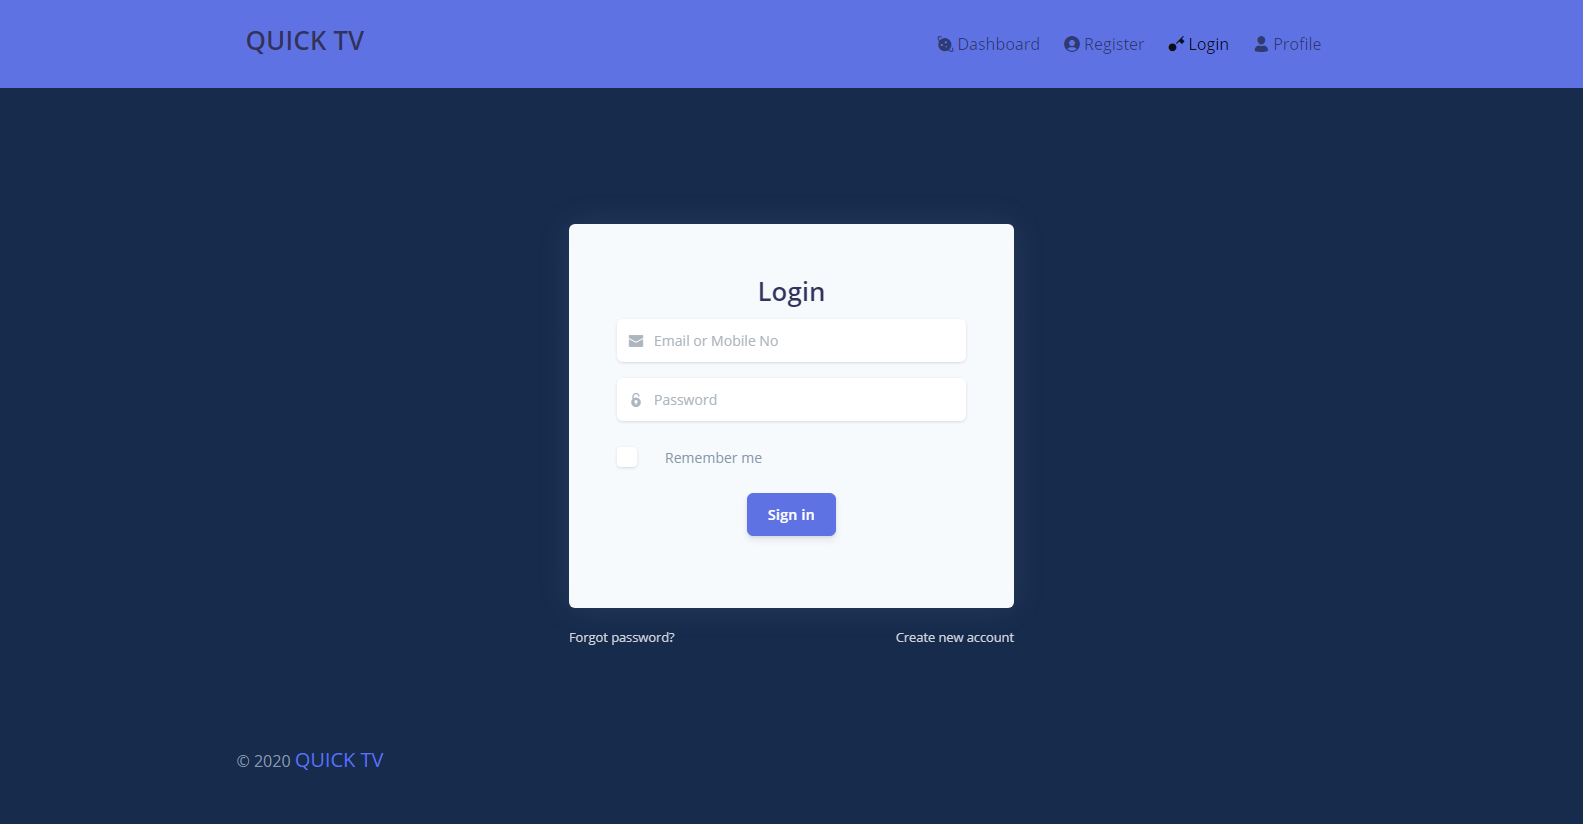 QUICK TV
Dashboard Register Login Profile
Login
Email or Mobile No
Password
Remember me
Sign in
Forgot password? Create new account
© 2020 QUICK TV